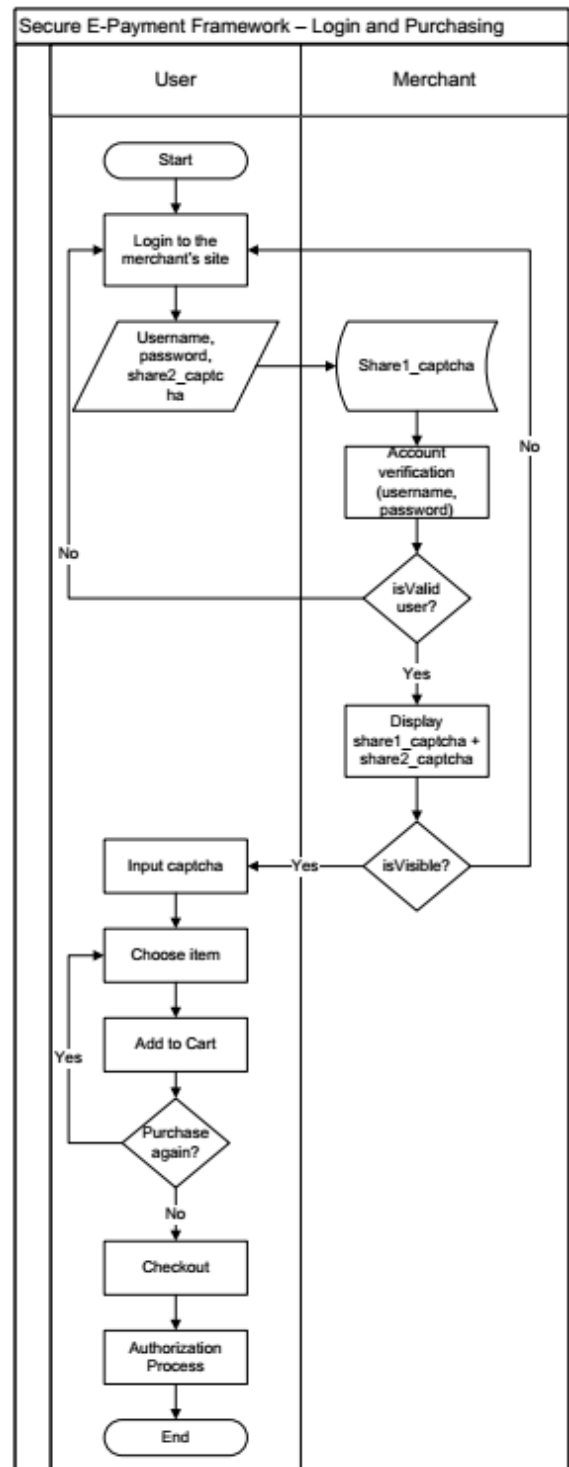 Secure E-Payment Framework – Login and Purchasing
User
Merchant
Start
Login to the
merchant's site
Username,
password,
share2_captc
ha
Share1_captcha
No
Account
verification
(username,
password)
No
isValid
user?
Yes
Display
share1_captcha +
share2_captcha
Input captcha
Yes
isVisible?
Choose item
Yes
Add to Cart
Purchase
again?
No
Checkout
Authorization
Process
End